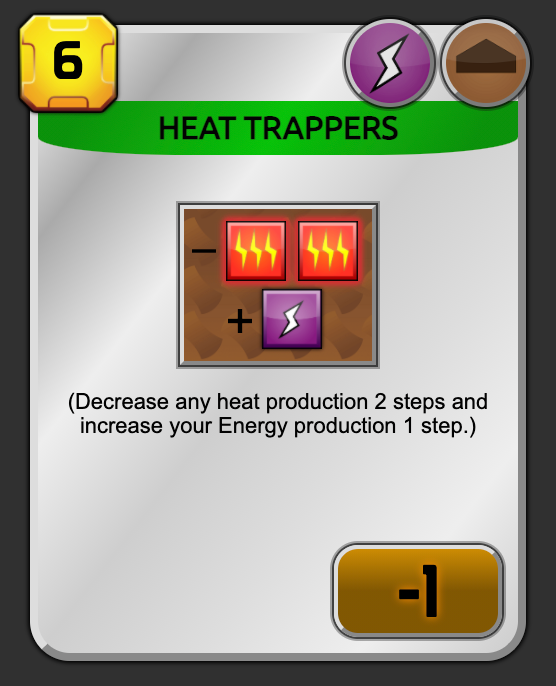 6
HEAT TRAPPERS
−
+
(Decrease any heat production 2 steps and
increase your Energy production 1 step.)
-1